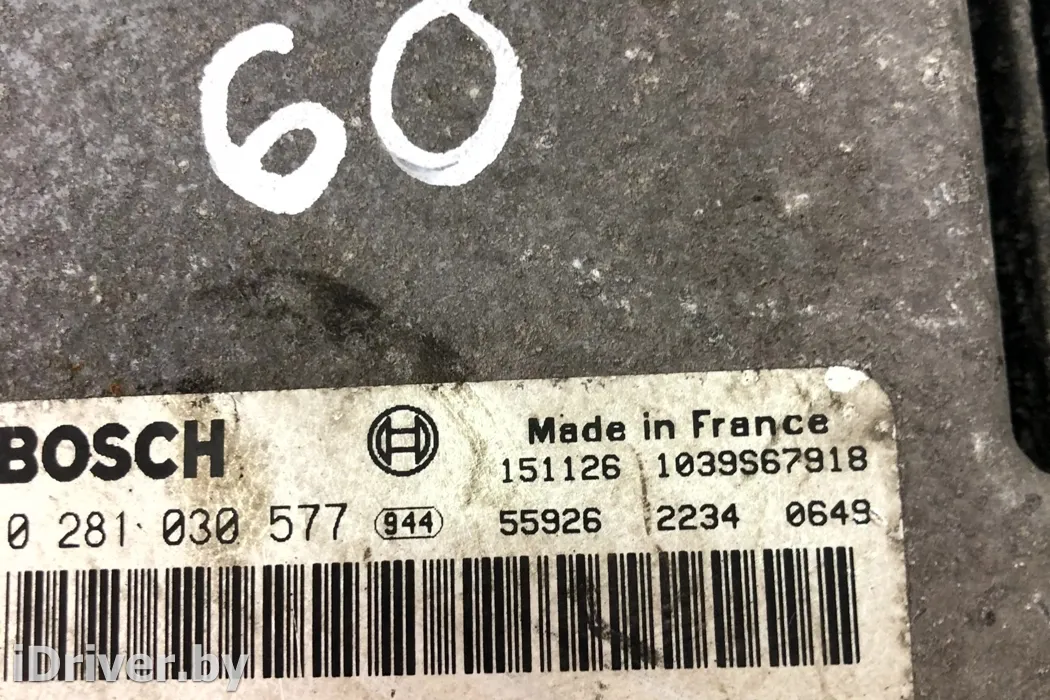 60
BOSCH
Made in France
151126 1039S67918
0 281 030 577 944 55926 2234 0649
iDriver.by